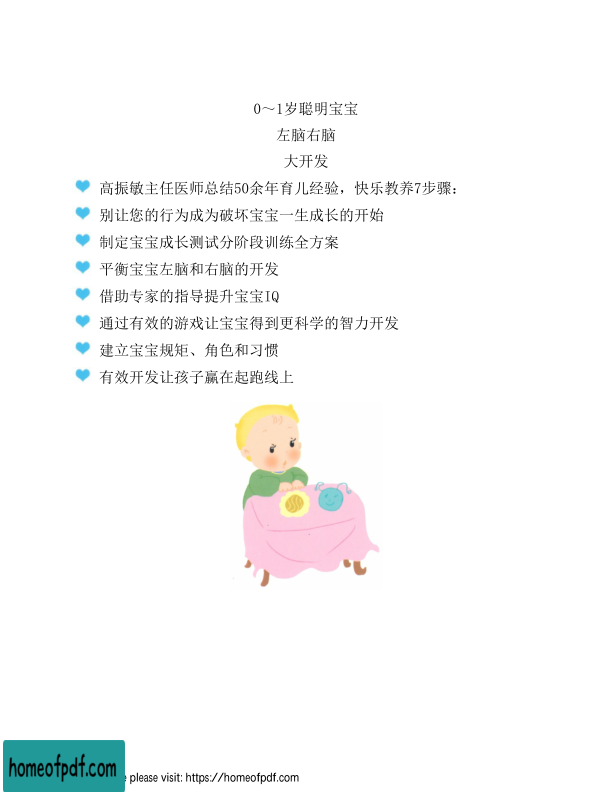 0～1岁聪明宝宝
左脑右脑
大开发
高振敏主任医师总结50余年育儿经验，快乐教养7步骤：
别让您的行为成为破坏宝宝一生成长的开始
制定宝宝成长测试分阶段训练全方案
平衡宝宝左脑和右脑的开发
借助专家的指导提升宝宝IQ
通过有效的游戏让宝宝得到更科学的智力开发
建立宝宝规矩、角色和习惯
有效开发让孩子赢在起跑线上
homeofpdf.com
please visit: https://homeofpdf.com